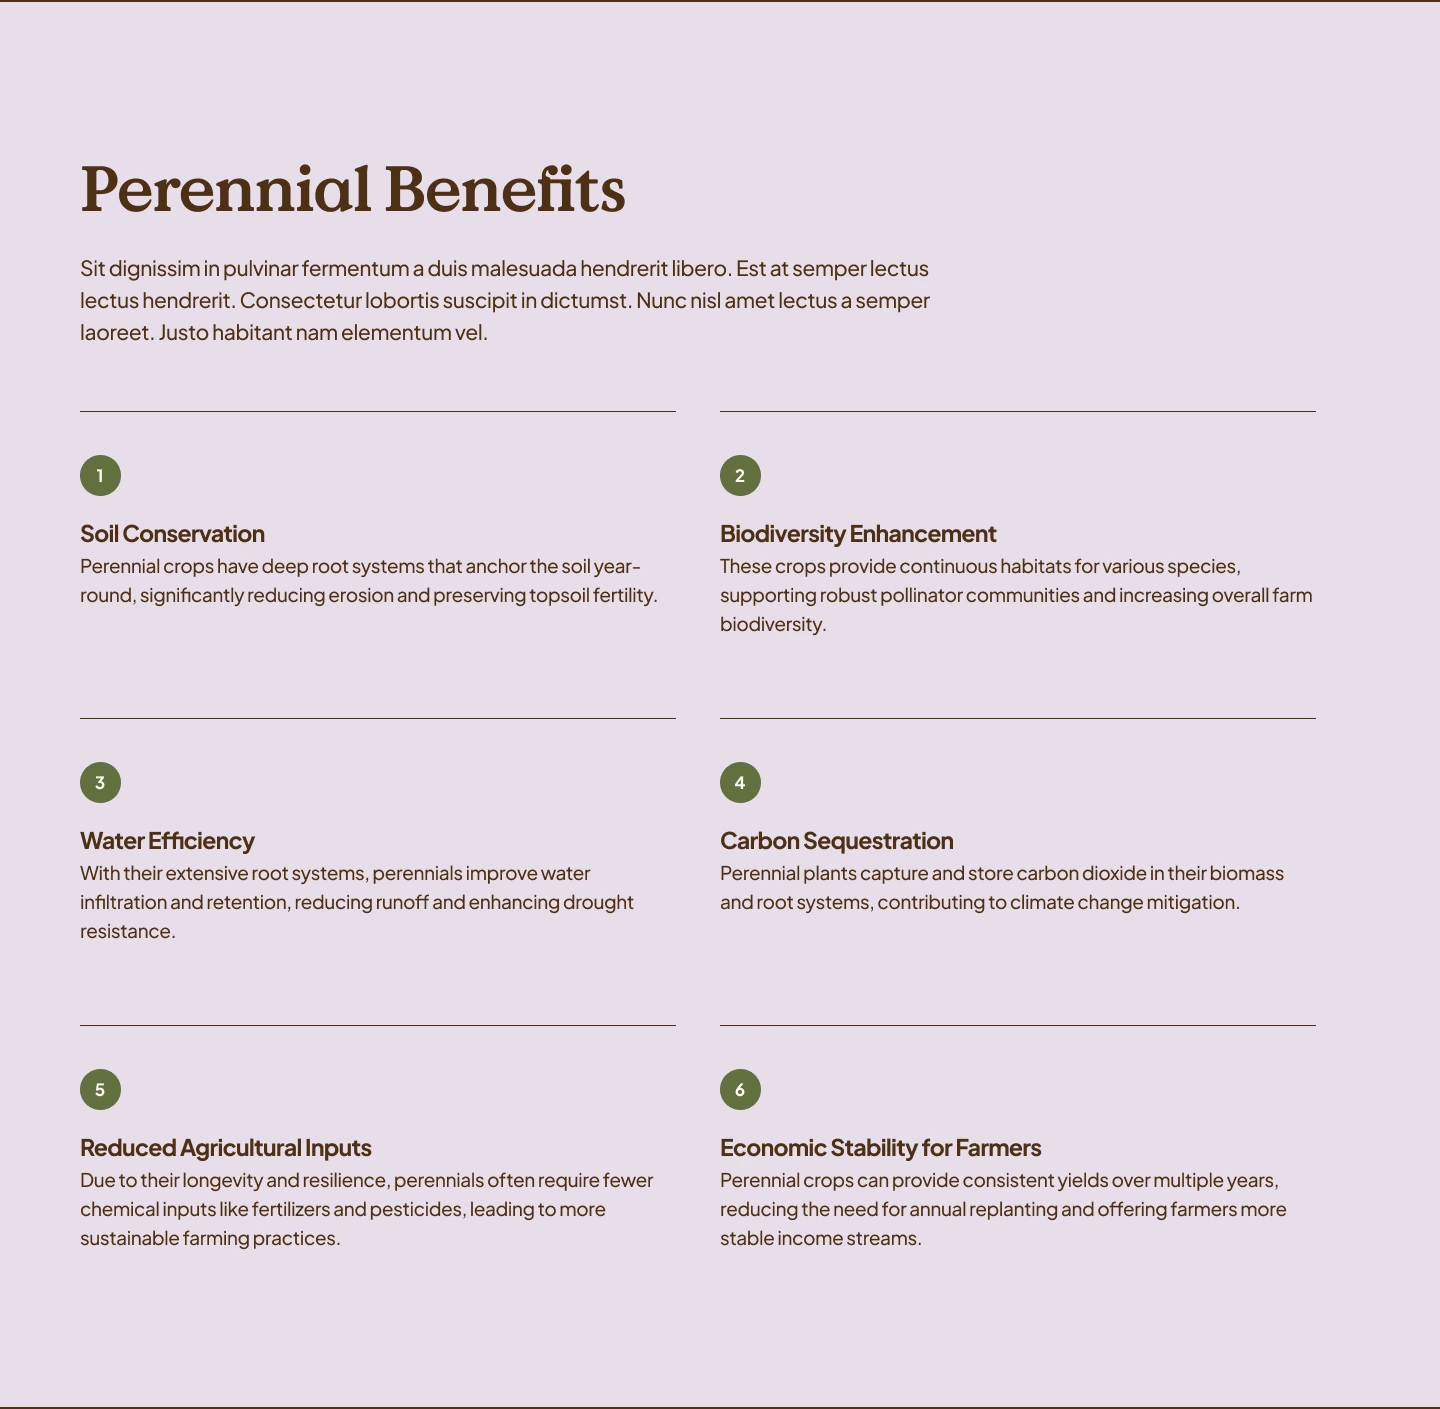 Perennial Benefits
Sit dignissim in pulvinar fermentum a duis malesuada hendrerit libero. Est at semper lectus
lectus hendrerit. Consectetur lobortis suscipit in dictumst. Nunc nisl amet lectus a semper
laoreet. Justo habitant nam elementum vel.
1
Soil Conservation
Perennial crops have deep root systems that anchor the soil year-
round, significantly reducing erosion and preserving topsoil fertility.
2
Biodiversity Enhancement
These crops provide continuous habitats for various species,
supporting robust pollinator communities and increasing overall farm
biodiversity.
3
Water Efficiency
With their extensive root systems, perennials improve water
infiltration and retention, reducing runoff and enhancing drought
resistance.
4
Carbon Sequestration
Perennial plants capture and store carbon dioxide in their biomass
and root systems, contributing to climate change mitigation.
5
Reduced Agricultural Inputs
Due to their longevity and resilience, perennials often require fewer
chemical inputs like fertilizers and pesticides, leading to more
sustainable farming practices.
6
Economic Stability for Farmers
Perennial crops can provide consistent yields over multiple years,
reducing the need for annual replanting and offering farmers more
stable income streams.